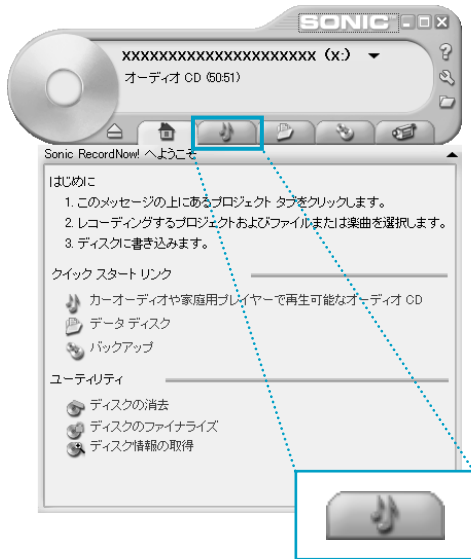 SONIC
xxxxxxxxxxxxxxxxxxxxx (x:)
オーディオ CD (50:51)
Sonic RecordNow! へようこそ
はじめに
1. このメッセージの上にあるプロジェクト タブをクリックします。
2. レコーディングするプロジェクトおよびファイルまたは楽曲を選択します。
3. ディスクに書き込みます。
クイック スタート リンク
カーオーディオや家庭用プレイヤーで再生可能なオーディオ CD
データ ディスク
バックアップ
ユーティリティ
ディスクの消去
ディスクのファイナライズ
ディスク情報の取得